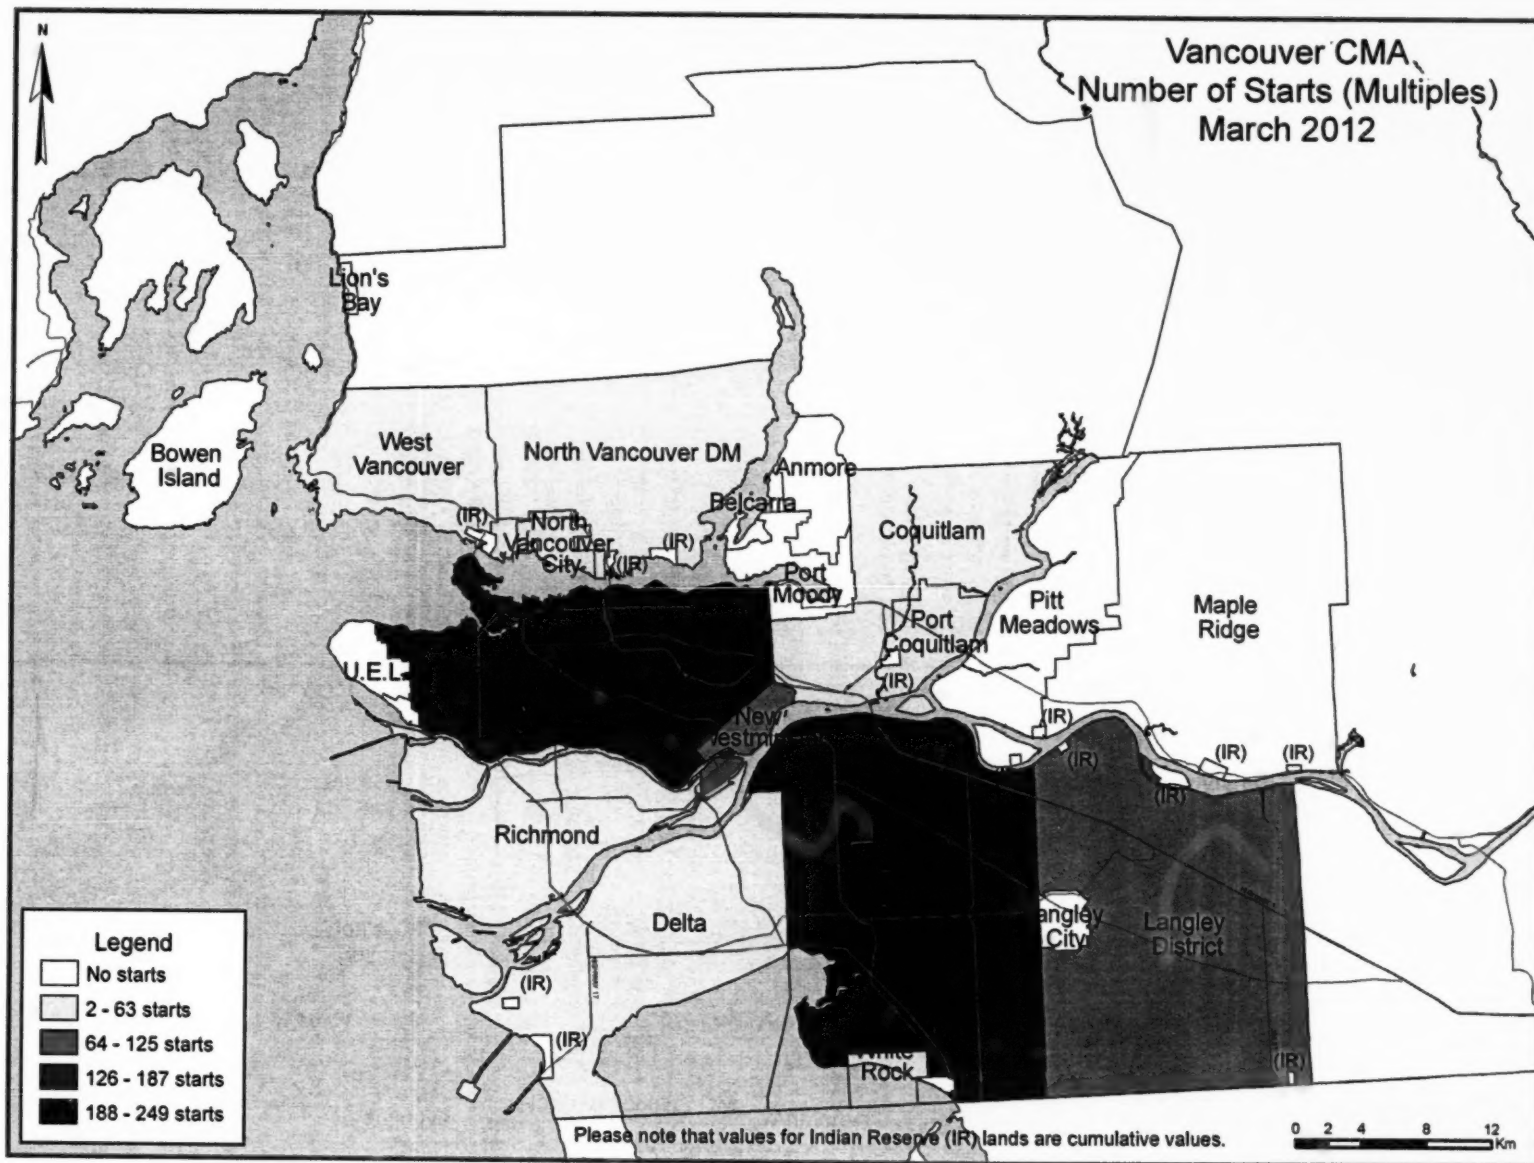 N
Vancouver CMA
Number of Starts (Multiples)
March 2012
Lion's
Bay
Bowen
Island
West
Vancouver
North Vancouver DM
Anmore
Belcarra
(IR)
North
Vancouver
City
(IR)
(IR)
Coquitlam
Port
Moody
Port
Coquitlam
(IR)
Pitt
Meadows
Maple
Ridge
U.E.L.
New
(IR)
(IR)
(IR)
(IR)
(IR)
Richmond
Delta
Langley
City
Langley
District
(IR)
(IR)
(IR)
White
Rock
Legend
No starts
2 - 63 starts
64 - 125 starts
126 - 187 starts
188 - 249 starts
Please note that values for Indian Reserve (IR) lands are cumulative values.
0 2 4 8 12
Km